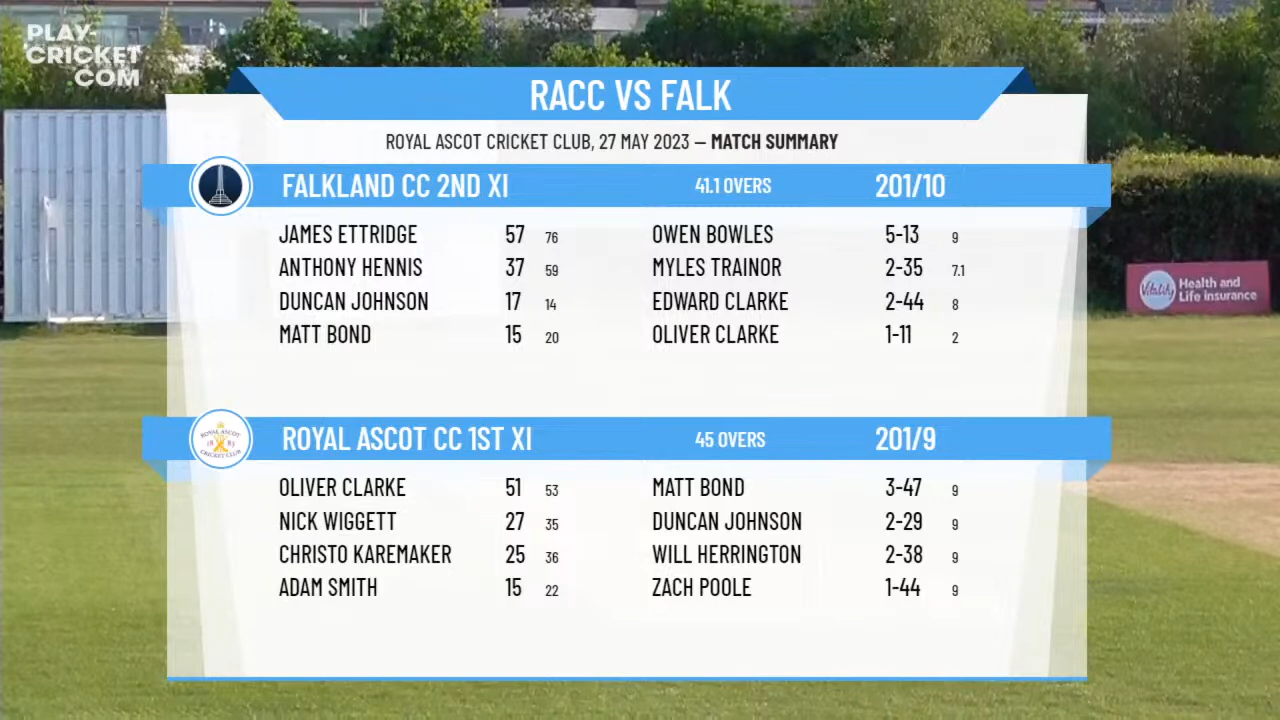 PLAY-
CRICKET
.COM
RACC VS FALK
ROYAL ASCOT CRICKET CLUB, 27 MAY 2023 – MATCH SUMMARY
FALKLAND CC 2ND XI 41.1 OVERS 201/10
JAMES ETTRIDGE 57 76 OWEN BOWLES 5-13 9
ANTHONY HENNIS 37 59 MYLES TRAINOR 2-35 7.1
DUNCAN JOHNSON 17 14 EDWARD CLARKE 2-44 8
MATT BOND 15 20 OLIVER CLARKE 1-11 2
Vitality Health and
Life insurance
ROYAL ASCOT
CRICKET CLUB
ROYAL ASCOT CC 1ST XI 45 OVERS 201/9
OLIVER CLARKE 51 53 MATT BOND 3-47 9
NICK WIGGETT 27 35 DUNCAN JOHNSON 2-29 9
CHRISTO KAREMAKER 25 36 WILL HERRINGTON 2-38 9
ADAM SMITH 15 22 ZACH POOLE 1-44 9